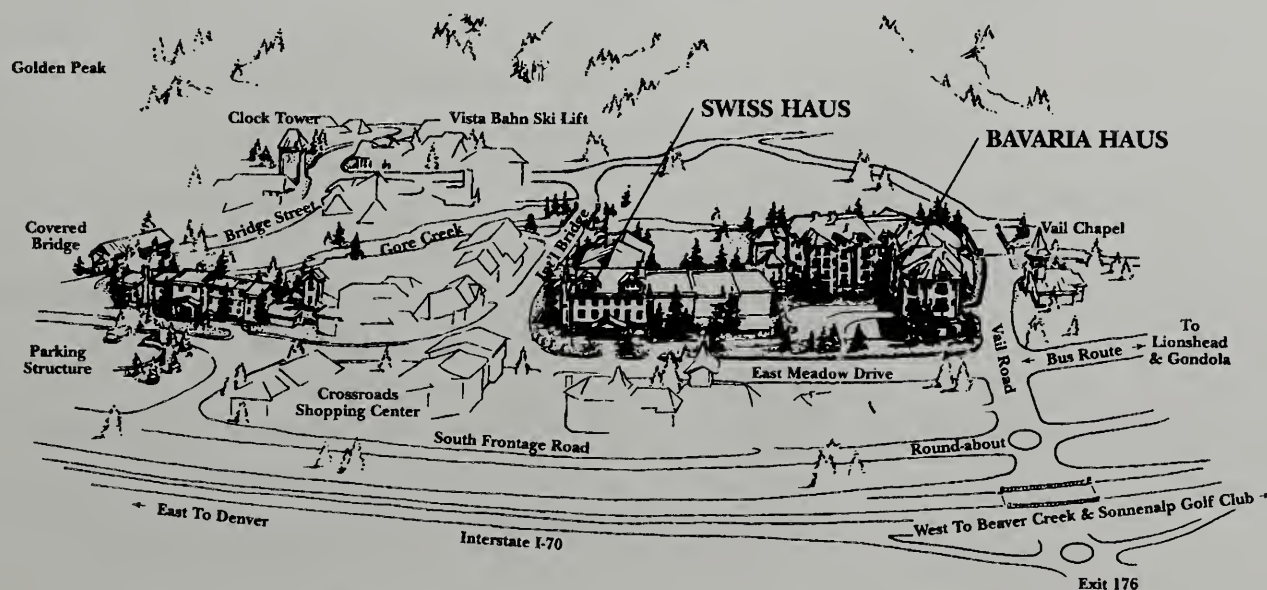 Golden Peak
Clock Tower
Vista Bahn Ski Lift
SWISS HAUS
BAVARIA HAUS
Covered
Bridge
Bridge Street
Gore Creek
Int'l Bridge
Vail Chapel
Parking
Structure
Crossroads
Shopping Center
East Meadow Drive
Vail Road
← Bus Route →
To
Lionshead
& Gondola
South Frontage Road
Round-about
← East To Denver
Interstate I-70
West To Beaver Creek & Sonnenalp Golf Club →
Exit 176